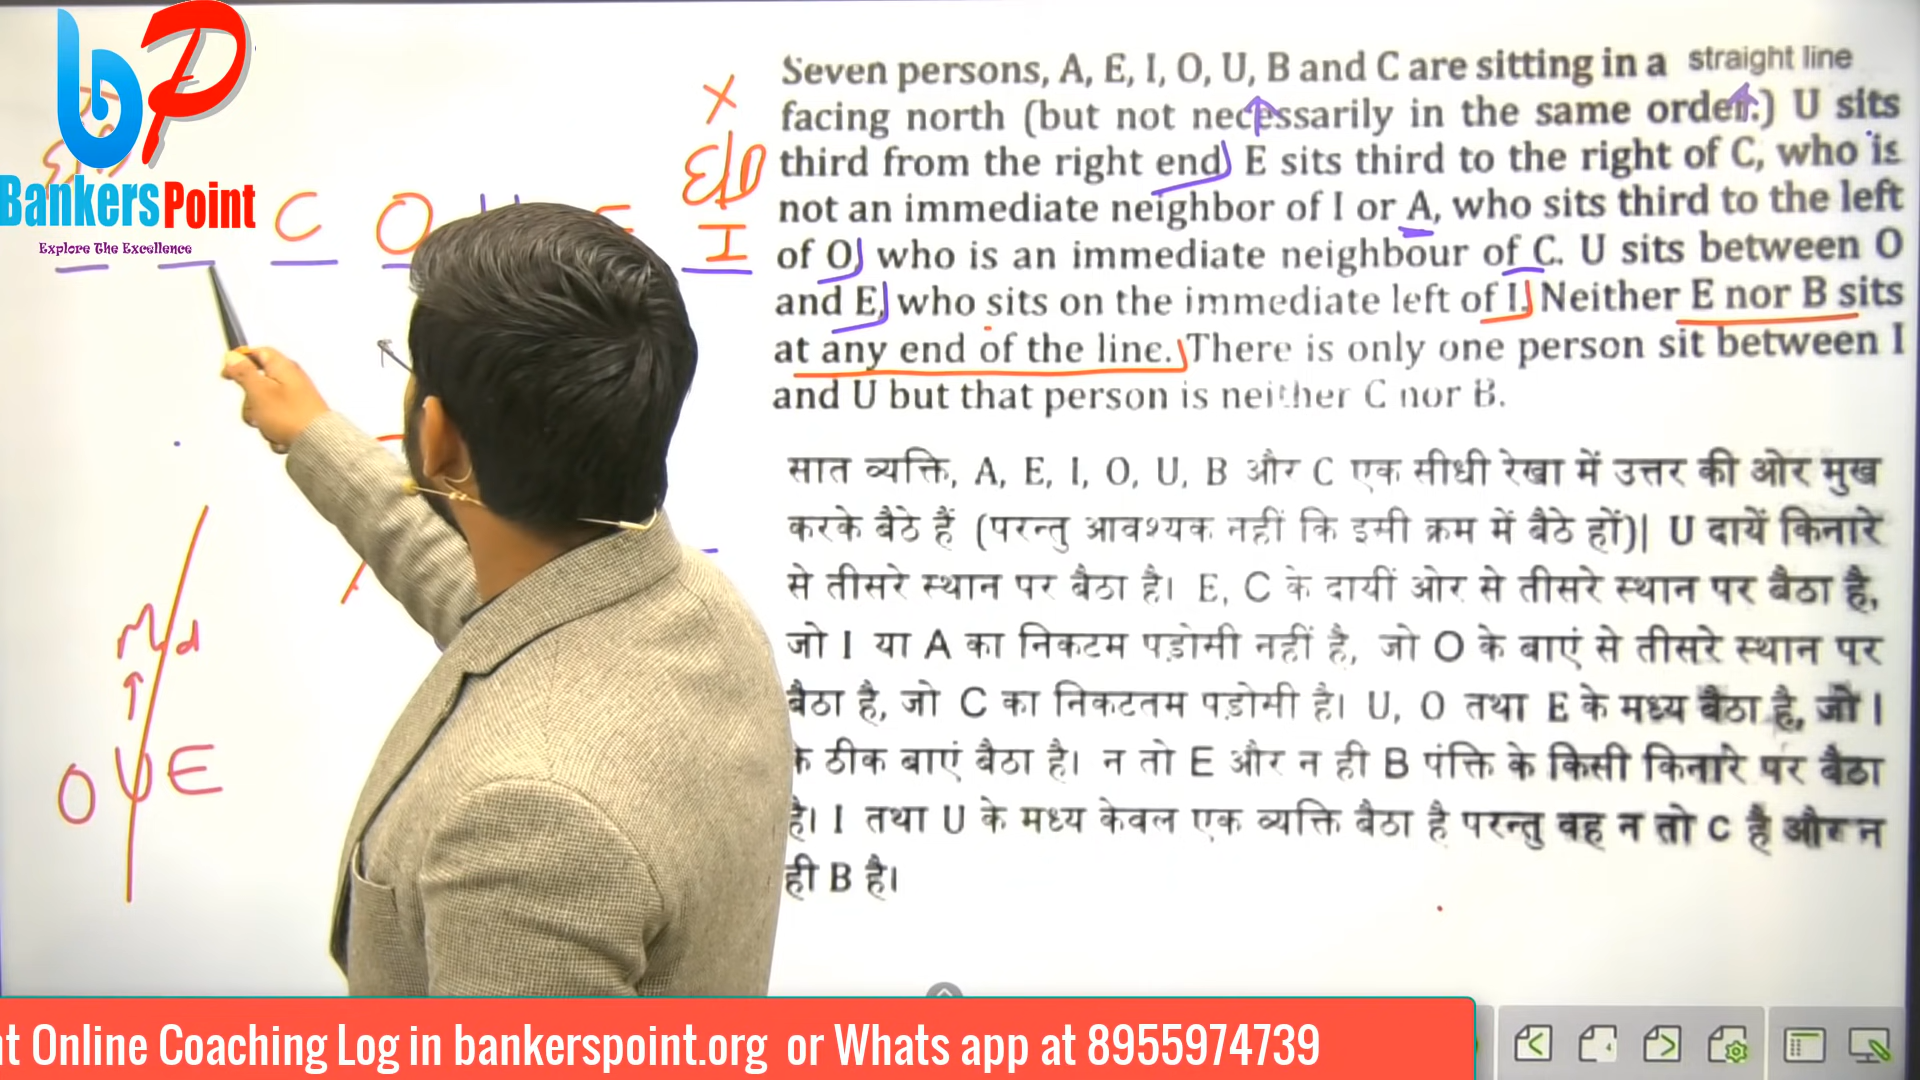 bP
BankersPoint
Explore The Excellence
C O
X
E/D
I
Seven persons, A, E, I, O, U, B and C are sitting in a straight line
facing north (but not necessarily in the same order.) U sits
third from the right end. E sits third to the right of C, who is
not an immediate neighbor of I or A, who sits third to the left
of O, who is an immediate neighbour of C. U sits between O
and E, who sits on the immediate left of I. Neither E nor B sits
at any end of the line. There is only one person sit between I
and U but that person is neither C nor B.
सात व्यक्ति, A, E, I, O, U, B और C एक सीधी रेखा में उत्तर की ओर मुख
करके बैठे हैं (परन्तु आवश्यक नहीं कि इसी क्रम में बैठे हों)| U दायें किनारे
से तीसरे स्थान पर बैठा है। E, C के दायीं ओर से तीसरे स्थान पर बैठा है,
जो I या A का निकटम पड़ोमी नहीं है, जो O के बाएं से तीसरे स्थान पर
बैठा है, जो C का निकटतम पड़ोमी है। U, O तथा E के मध्य बैठा है, जो I
के ठीक बाएं बैठा है। न तो E और न ही B पंक्ति के किसी किनारे पर बैठा
है। I तथा U के मध्य केवल एक व्यक्ति बैठा है परन्तु वह न तो C है और न
ही B है।
O U E
nt Online Coaching Log in bankerspoint.org or Whats app at 8955974739